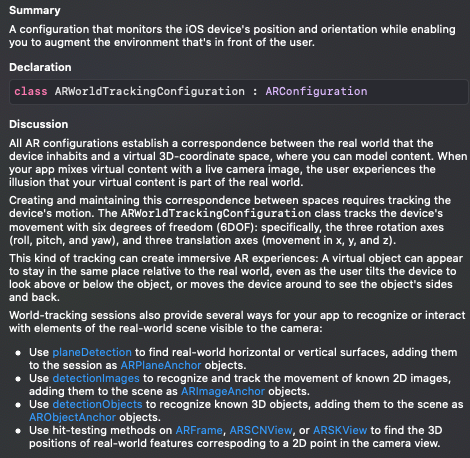 Summary
A configuration that monitors the iOS device's position and orientation while enabling
you to augment the environment that's in front of the user.
Declaration
class ARWorldTrackingConfiguration : ARConfiguration
Discussion
All AR configurations establish a correspondence between the real world that the
device inhabits and a virtual 3D-coordinate space, where you can model content. When
your app mixes virtual content with a live camera image, the user experiences the
illusion that your virtual content is part of the real world.
Creating and maintaining this correspondence between spaces requires tracking the
device's motion. The ARWorldTrackingConfiguration class tracks the device's
movement with six degrees of freedom (6DOF): specifically, the three rotation axes
(roll, pitch, and yaw), and three translation axes (movement in x, y, and z).
This kind of tracking can create immersive AR experiences: A virtual object can appear
to stay in the same place relative to the real world, even as the user tilts the device to
look above or below the object, or moves the device around to see the object's sides
and back.
World-tracking sessions also provide several ways for your app to recognize or interact
with elements of the real-world scene visible to the camera:
• Use planeDetection to find real-world horizontal or vertical surfaces, adding them
to the session as ARPlaneAnchor objects.
• Use detectionImages to recognize and track the movement of known 2D images,
adding them to the scene as ARImageAnchor objects.
• Use detectionObjects to recognize known 3D objects, adding them to the scene as
ARObjectAnchor objects.
• Use hit-testing methods on ARFrame, ARSCNView, or ARSKView to find the 3D
positions of real-world features correspoding to a 2D point in the camera view.